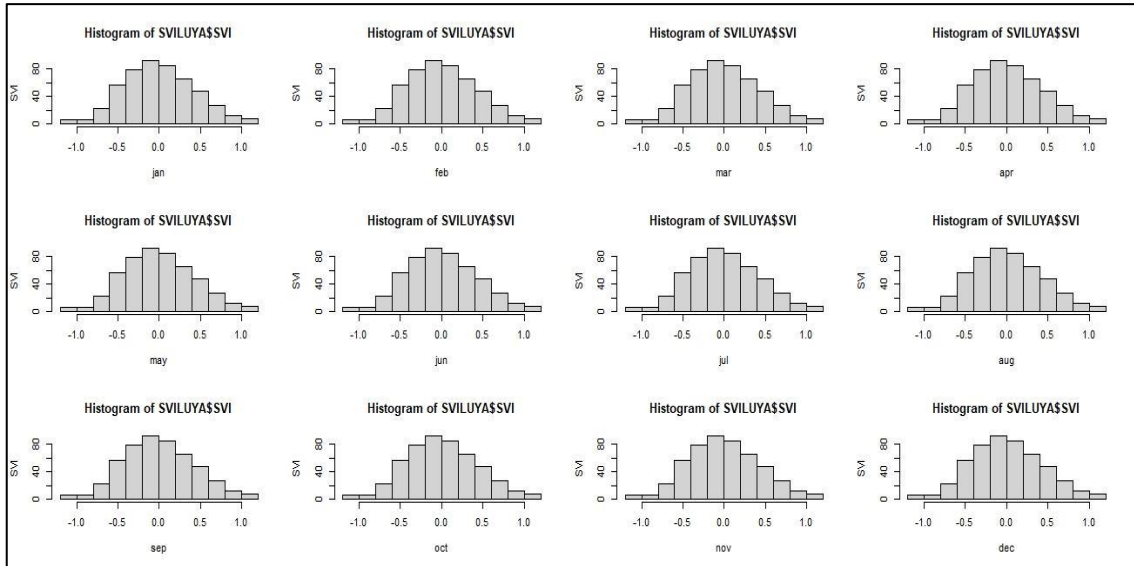 Histogram of SVILUYA$SVI Histogram of SVILUYA$SVI Histogram of SVILUYA$SVI Histogram of SVILUYA$SVI
SVI SVI SVI SVI
80 80 80 80
40 40 40 40
0 0 0 0
-1.0 -0.5 0.0 0.5 1.0 -1.0 -0.5 0.0 0.5 1.0 -1.0 -0.5 0.0 0.5 1.0 -1.0 -0.5 0.0 0.5 1.0
jan feb mar apr
Histogram of SVILUYA$SVI Histogram of SVILUYA$SVI Histogram of SVILUYA$SVI Histogram of SVILUYA$SVI
SVI SVI SVI SVI
80 80 80 80
40 40 40 40
0 0 0 0
-1.0 -0.5 0.0 0.5 1.0 -1.0 -0.5 0.0 0.5 1.0 -1.0 -0.5 0.0 0.5 1.0 -1.0 -0.5 0.0 0.5 1.0
may jun jul aug
Histogram of SVILUYA$SVI Histogram of SVILUYA$SVI Histogram of SVILUYA$SVI Histogram of SVILUYA$SVI
SVI SVI SVI SVI
80 80 80 80
40 40 40 40
0 0 0 0
-1.0 -0.5 0.0 0.5 1.0 -1.0 -0.5 0.0 0.5 1.0 -1.0 -0.5 0.0 0.5 1.0 -1.0 -0.5 0.0 0.5 1.0
sep oct nov dec